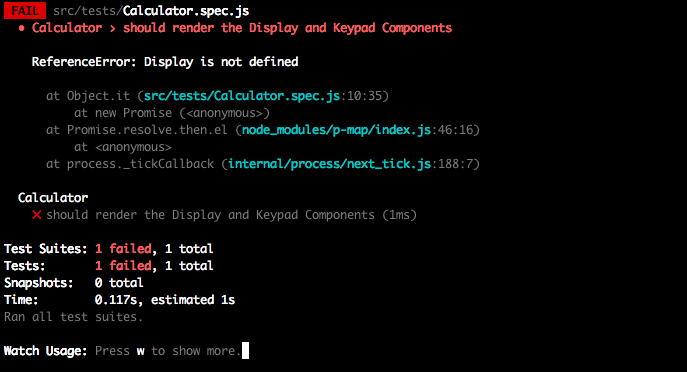 FAIL src/tests/Calculator.spec.js
● Calculator › should render the Display and Keypad Components
ReferenceError: Display is not defined
at Object.it (src/tests/Calculator.spec.js:10:35)
at new Promise (<anonymous>)
at Promise.resolve.then.el (node_modules/p-map/index.js:46:16)
at <anonymous>
at process._tickCallback (internal/process/next_tick.js:188:7)
Calculator
✕ should render the Display and Keypad Components (1ms)
Test Suites: 1 failed, 1 total
Tests: 1 failed, 1 total
Snapshots: 0 total
Time: 0.117s, estimated 1s
Ran all test suites.
Watch Usage: Press w to show more.